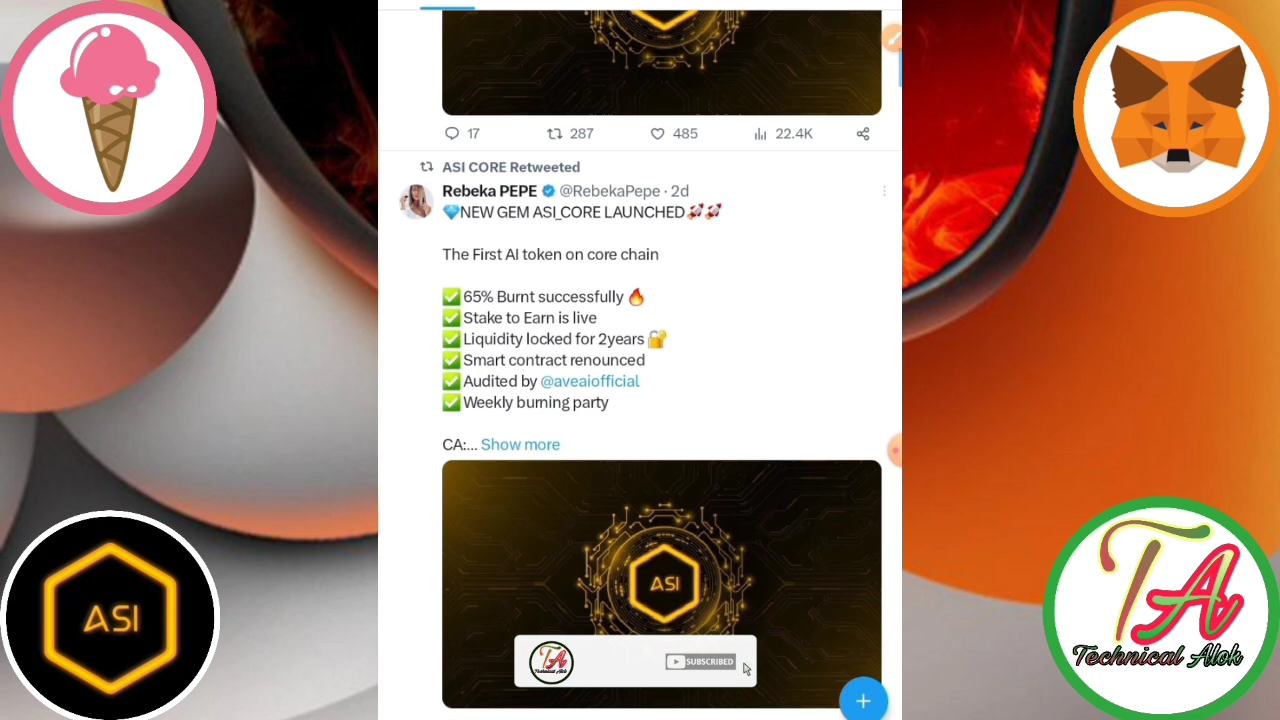 17 287 485 22.4K
ASI CORE Retweeted
Rebeka PEPE @RebekaPepe · 2d
💎NEW GEM ASI_CORE LAUNCHED🚀🚀
The First AI token on core chain
✅65% Burnt successfully🔥
✅Stake to Earn is live
✅Liquidity locked for 2years🔐
✅Smart contract renounced
✅Audited by @aveaiofficial
✅Weekly burning party
CA:... Show more
ASI
TA
SUBSCRIBED
ASI
TA
Technical Alok